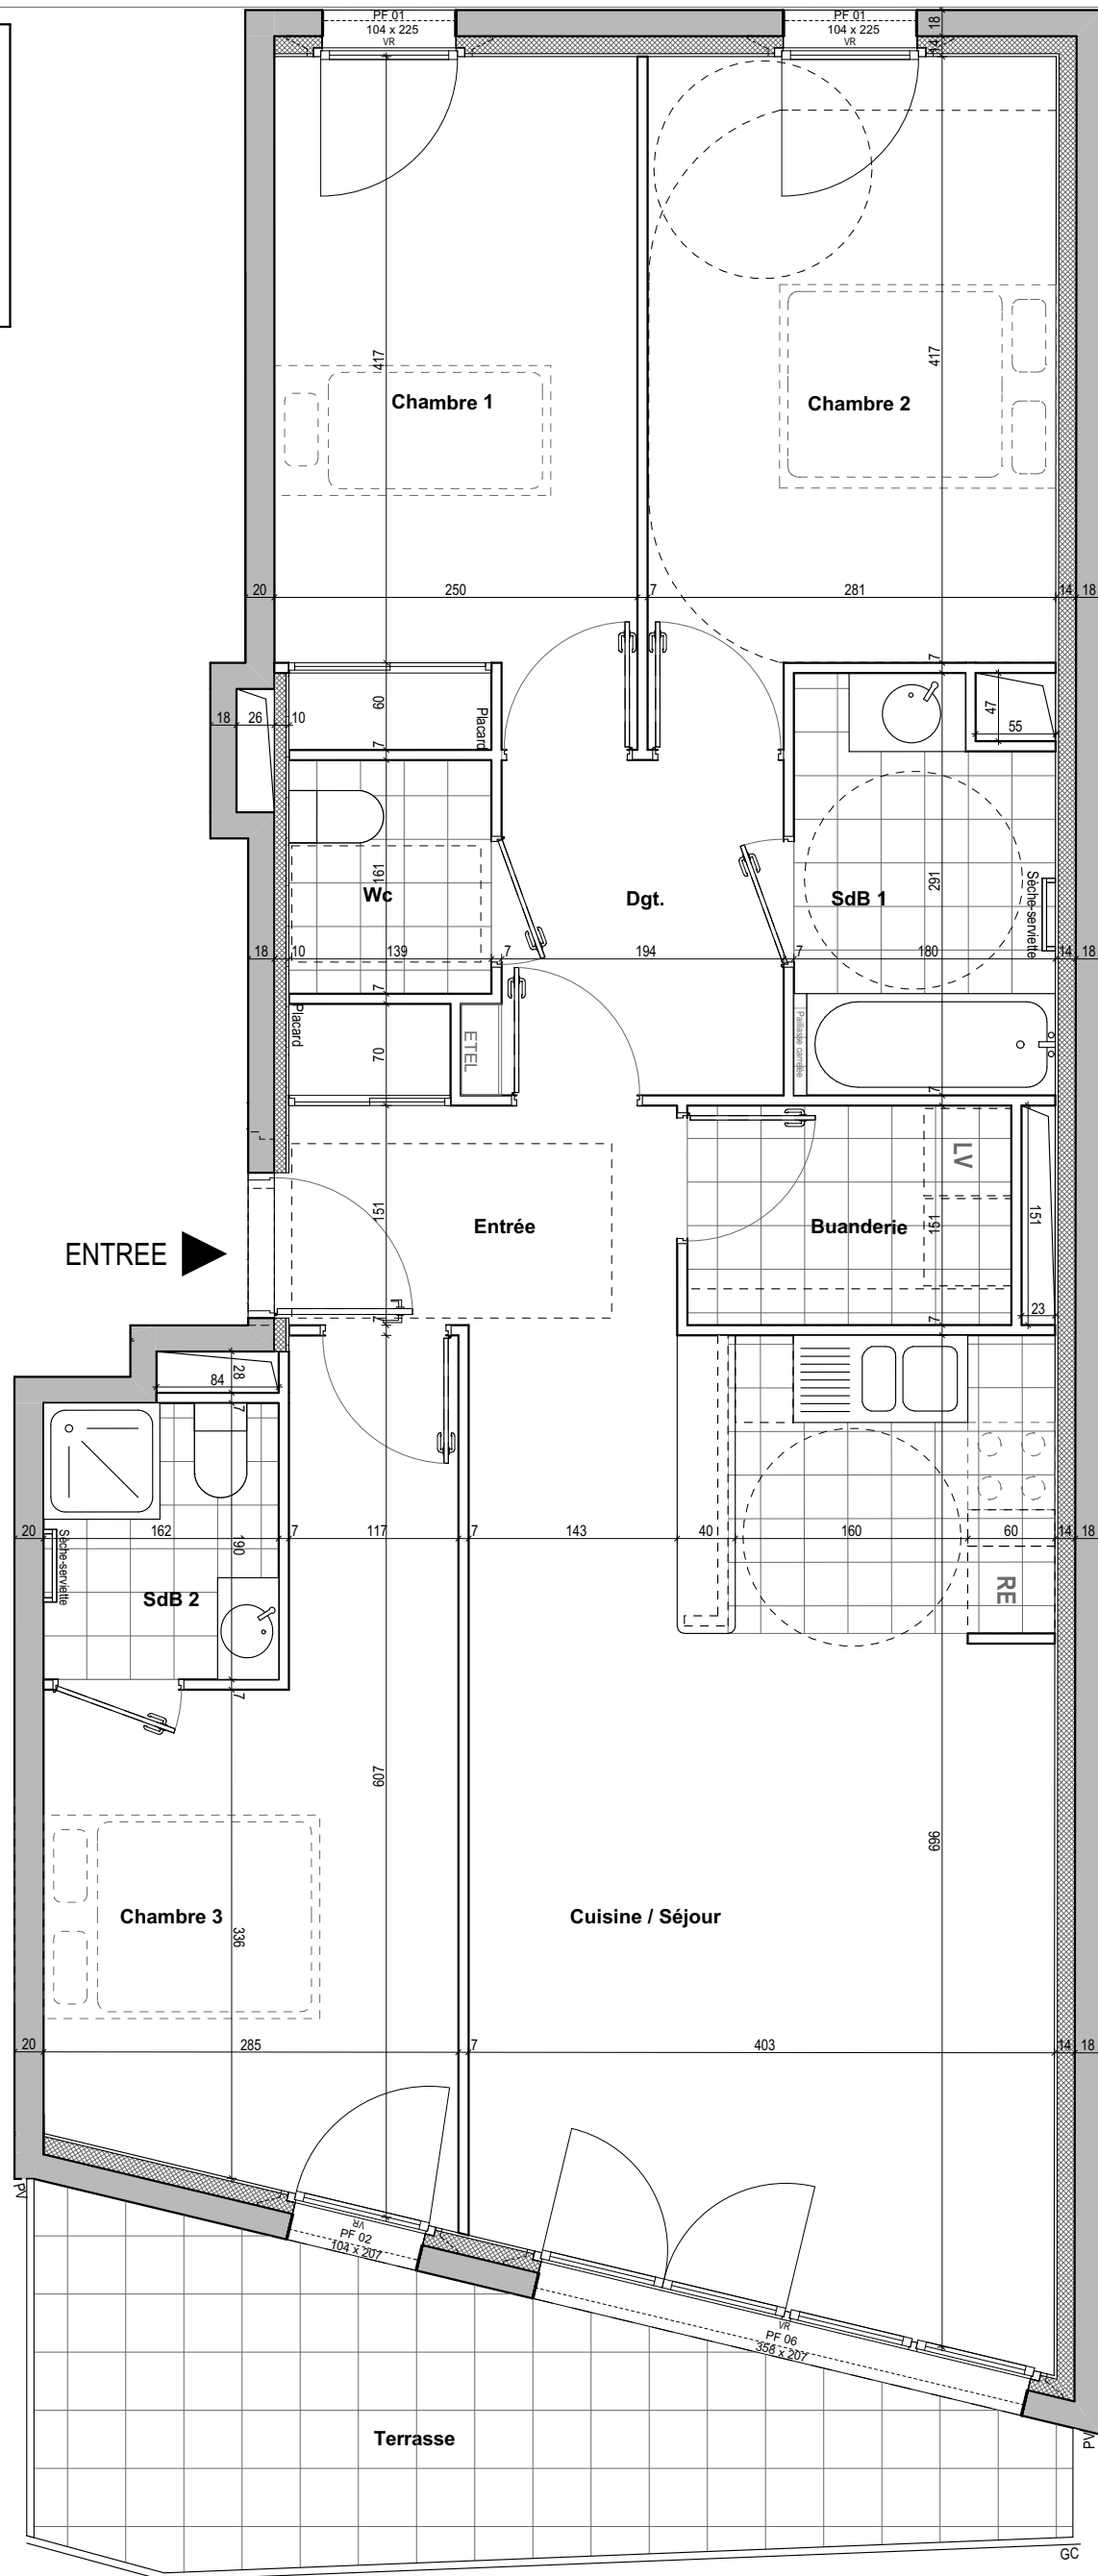 PF 01
104 x 225
VR
PF 01
104 x 225
VR
18
14
417
417
Chambre 1
Chambre 2
20
250
7
281
14
18
7
60
Placard
47
55
18
26
10
7
161
Wc
Dgt.
SdB 1
291
Sèche-serviette
18
10
139
7
194
7
180
14
18
7
Placard
70
ETEL
Paillasse carrelée
7
LV
151
Entrée
Buanderie
151
151
ENTREE
23
7
7
28
84
7
20
162
7
117
7
143
40
160
60
14
18
190
Sèche-serviette
SdB 2
RE
7
607
699
Chambre 3
336
Cuisine / Séjour
20
285
7
403
14
18
PV
VR
PF 02
104 x 207
VR
PF 06
358 x 207
Terrasse
PV
GC